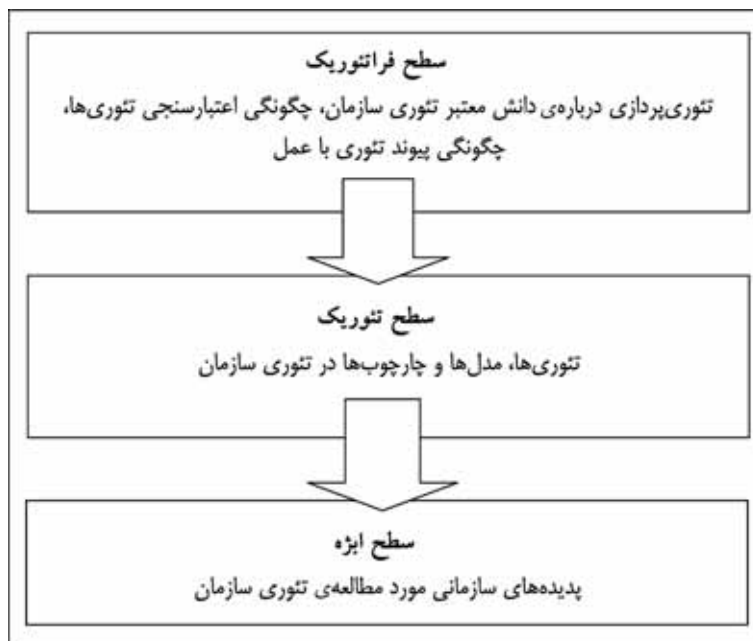 سطح فراتئوریک
تئوری‌پردازی درباره‌ی دانش معتبر تئوری سازمان، چگونگی اعتبارسنجی تئوری‌ها،
چگونگی پیوند تئوری با عمل
سطح تئوریک
تئوری‌ها، مدل‌ها و چارچوب‌ها در تئوری سازمان
سطح ابژه
پدیده‌های سازمانی مورد مطالعه‌ی تئوری سازمان